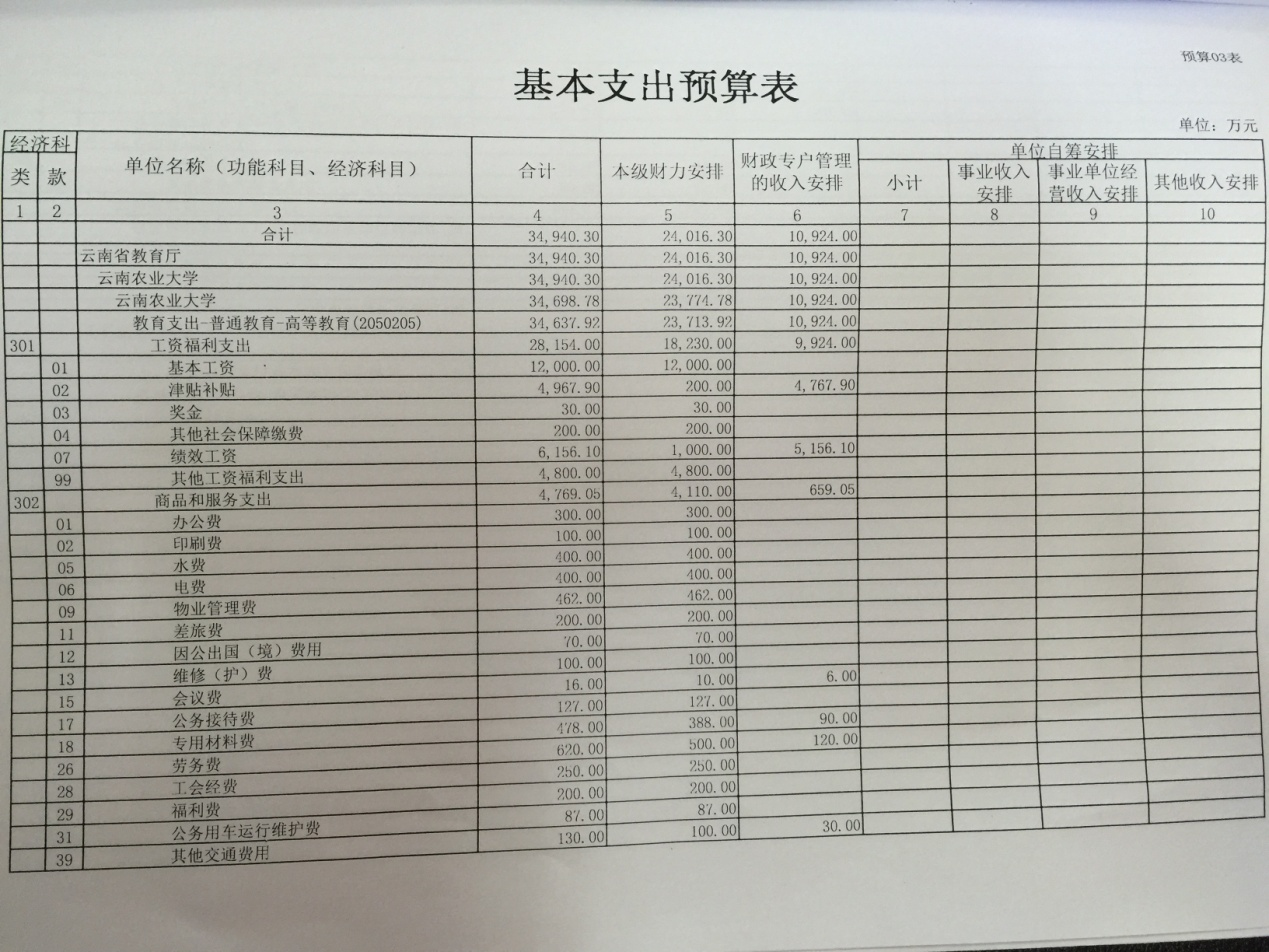 预算03表
基本支出预算表
单位：万元
经济科 单位名称（功能科目、经济科目） 合计 本级财力安排 财政专户管理的收入安排 单位自筹安排
类 款 小计 事业收入安排 事业单位经营收入安排 其他收入安排
1 2 3 4 5 6 7 8 9 10
合计 34,940.30 24,016.30 10,924.00
云南省教育厅 34,940.30 24,016.30 10,924.00
云南农业大学 34,940.30 24,016.30 10,924.00
云南农业大学 34,698.78 23,774.78 10,924.00
教育支出-普通教育-高等教育(2050205) 34,637.92 23,713.92 10,924.00
301 工资福利支出 28,154.00 18,230.00 9,924.00
01 基本工资 12,000.00 12,000.00
02 津贴补贴 4,967.90 200.00 4,767.90
03 奖金 30.00 30.00
04 其他社会保障缴费 200.00 200.00
07 绩效工资 6,156.10 1,000.00 5,156.10
99 其他工资福利支出 4,800.00 4,800.00
302 商品和服务支出 4,769.05 4,110.00 659.05
01 办公费 300.00 300.00
02 印刷费 100.00 100.00
05 水费 400.00 400.00
06 电费 400.00 400.00
09 物业管理费 462.00 462.00
11 差旅费 200.00 200.00
12 因公出国（境）费用 70.00 70.00
13 维修（护）费 100.00 100.00
15 会议费 16.00 10.00 6.00
17 公务接待费 127.00 127.00
18 专用材料费 478.00 388.00 90.00
26 劳务费 620.00 500.00 120.00
28 工会经费 250.00 250.00
29 福利费 200.00 200.00
31 公务用车运行维护费 87.00 87.00
39 其他交通费用 130.00 100.00 30.00